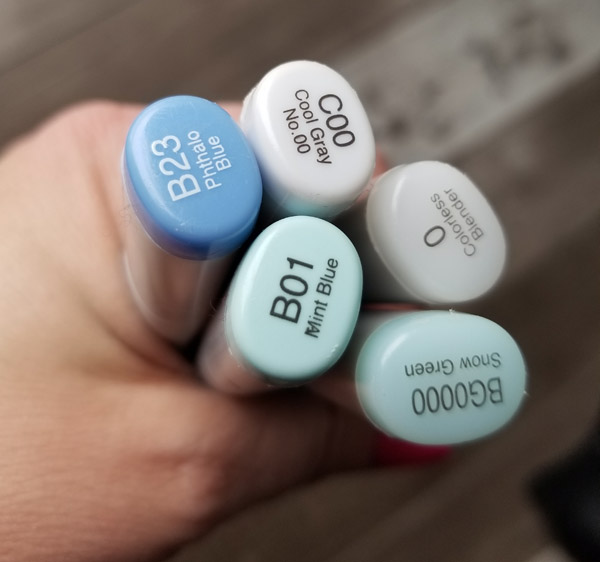 B23
Phthalo
Blue
C00
Cool Gray
No.00
0
Colorless
Blender
B01
Mint Blue
BG0000
Snow Green